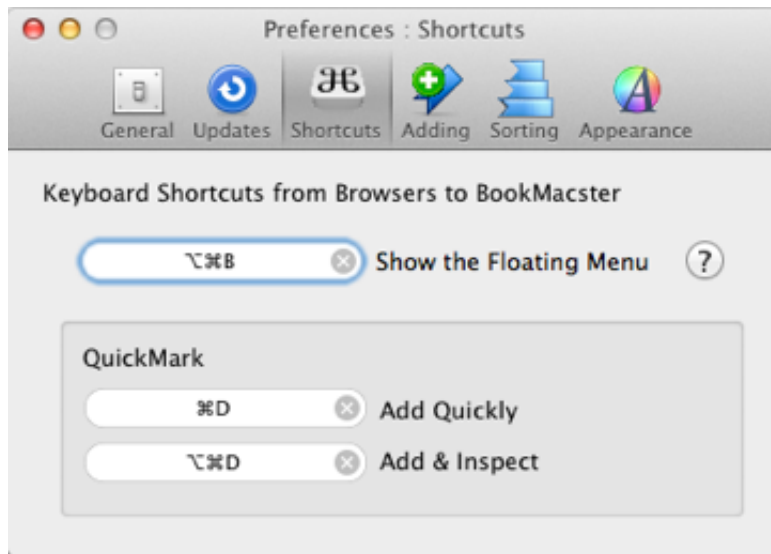 Preferences : Shortcuts
General Updates Shortcuts Adding Sorting Appearance
Keyboard Shortcuts from Browsers to BookMacster
⌥⌘B Show the Floating Menu ?
QuickMark
⌘D Add Quickly
⌥⌘D Add & Inspect